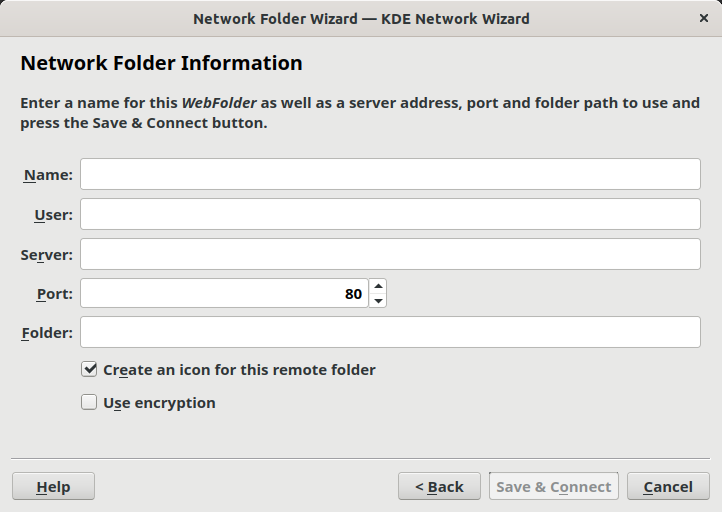 Network Folder Wizard — KDE Network Wizard
Network Folder Information
Enter a name for this WebFolder as well as a server address, port and folder path to use and
press the Save & Connect button.
Name:
User:
Server:
Port: 80
Folder:
Create an icon for this remote folder
Use encryption
Help < Back Save & Connect Cancel